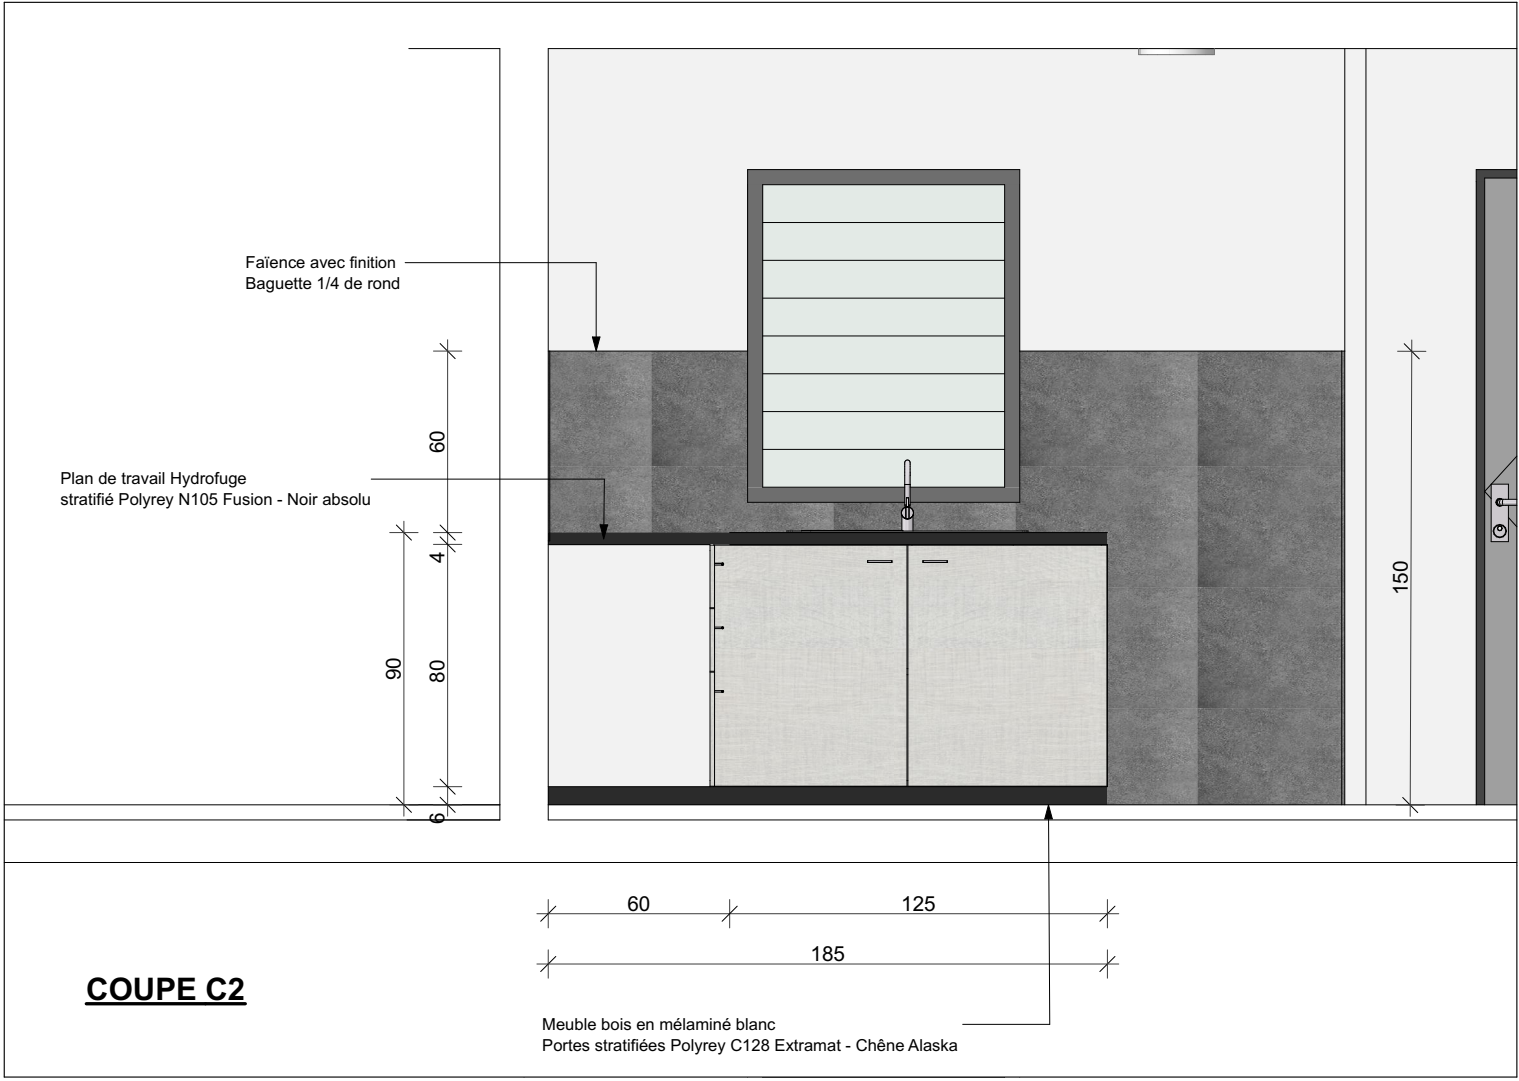 Faïence avec finition
Baguette 1/4 de rond
60
Plan de travail Hydrofuge
stratifié Polyrey N105 Fusion - Noir absolu
4
150
90
80
6
60
125
185
COUPE C2
Meuble bois en mélaminé blanc
Portes stratifiées Polyrey C128 Extramat - Chêne Alaska